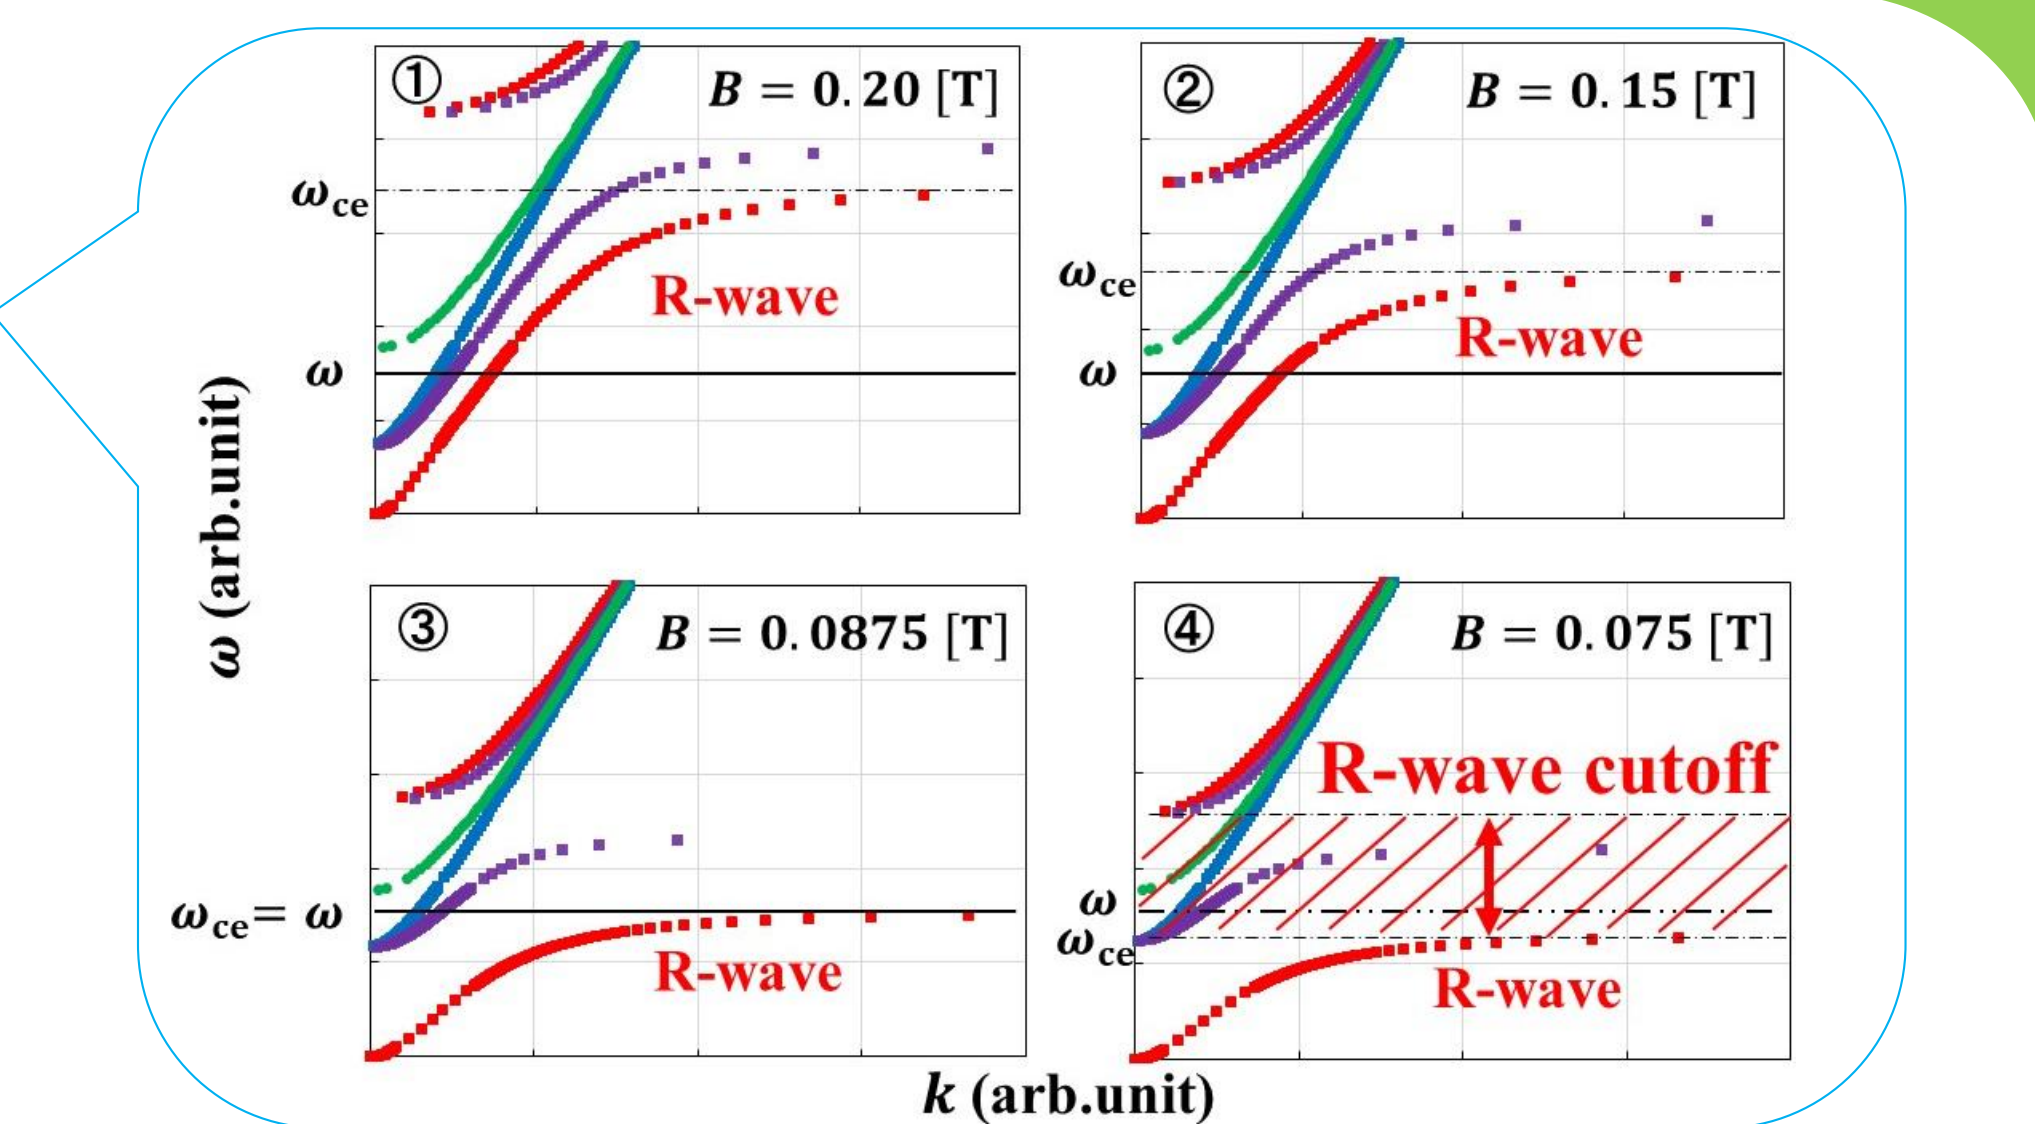 ① B = 0.20 [T]
ω_ce
R-wave
ω
② B = 0.15 [T]
ω_ce
R-wave
ω
ω (arb.unit)
③ B = 0.0875 [T]
ω_ce = ω
R-wave
④ B = 0.075 [T]
R-wave cutoff
ω
ω_ce
R-wave
k (arb.unit)